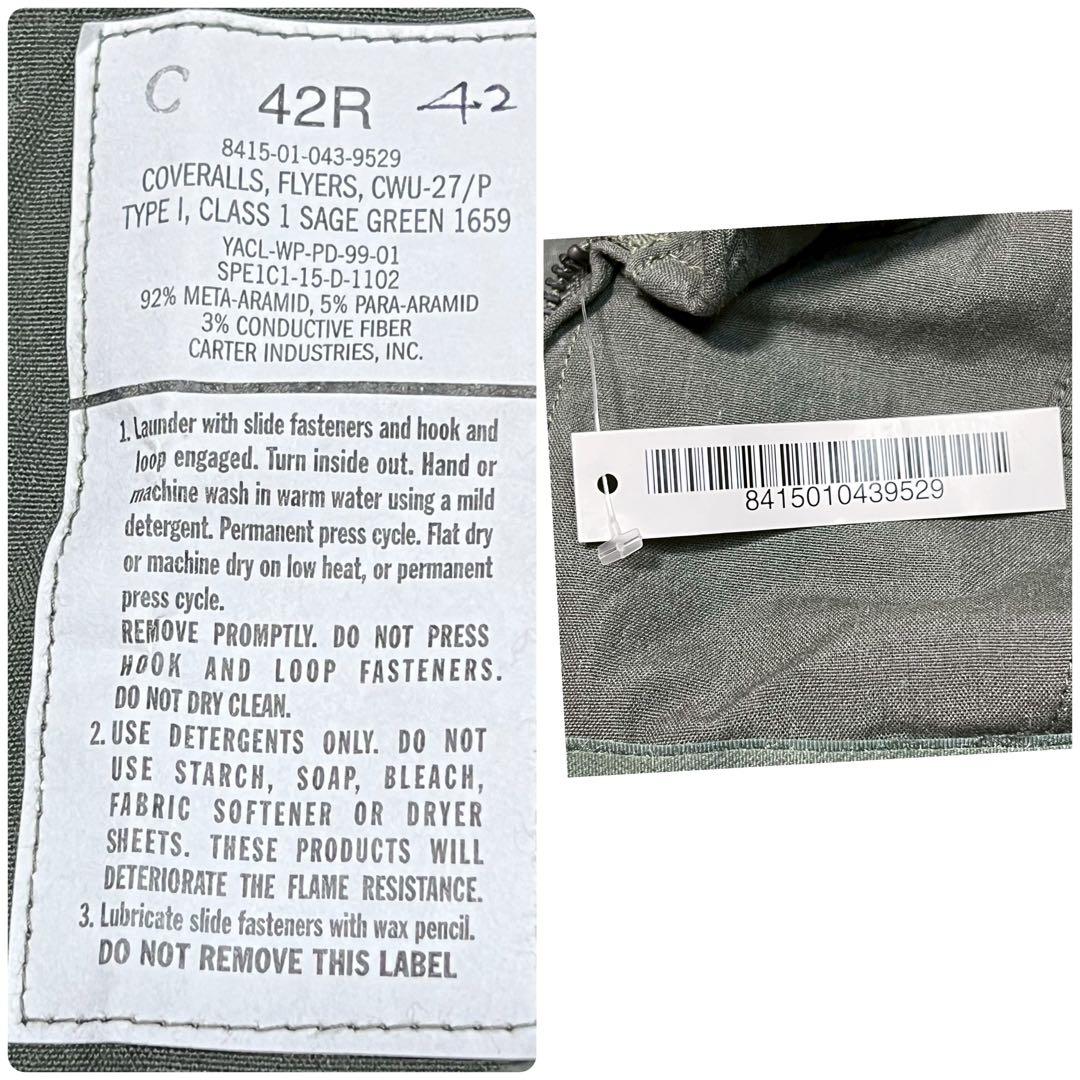 C 42R 42
8415-01-043-9529
COVERALLS, FLYERS, CWU-27/P
TYPE I, CLASS 1 SAGE GREEN 1659
YACL-WP-PD-99-01
SPE1C1-15-D-1102
92% META-ARAMID, 5% PARA-ARAMID
3% CONDUCTIVE FIBER
CARTER INDUSTRIES, INC.
1. Launder with slide fasteners and hook and
loop engaged. Turn inside out. Hand or
machine wash in warm water using a mild
detergent. Permanent press cycle. Flat dry
or machine dry on low heat, or permanent
press cycle.
REMOVE PROMPTLY. DO NOT PRESS
HOOK AND LOOP FASTENERS.
DO NOT DRY CLEAN.
2. USE DETERGENTS ONLY. DO NOT
USE STARCH, SOAP, BLEACH,
FABRIC SOFTENER OR DRYER
SHEETS. THESE PRODUCTS WILL
DETERIORATE THE FLAME RESISTANCE.
3. Lubricate slide fasteners with wax pencil.
DO NOT REMOVE THIS LABEL
8415010439529